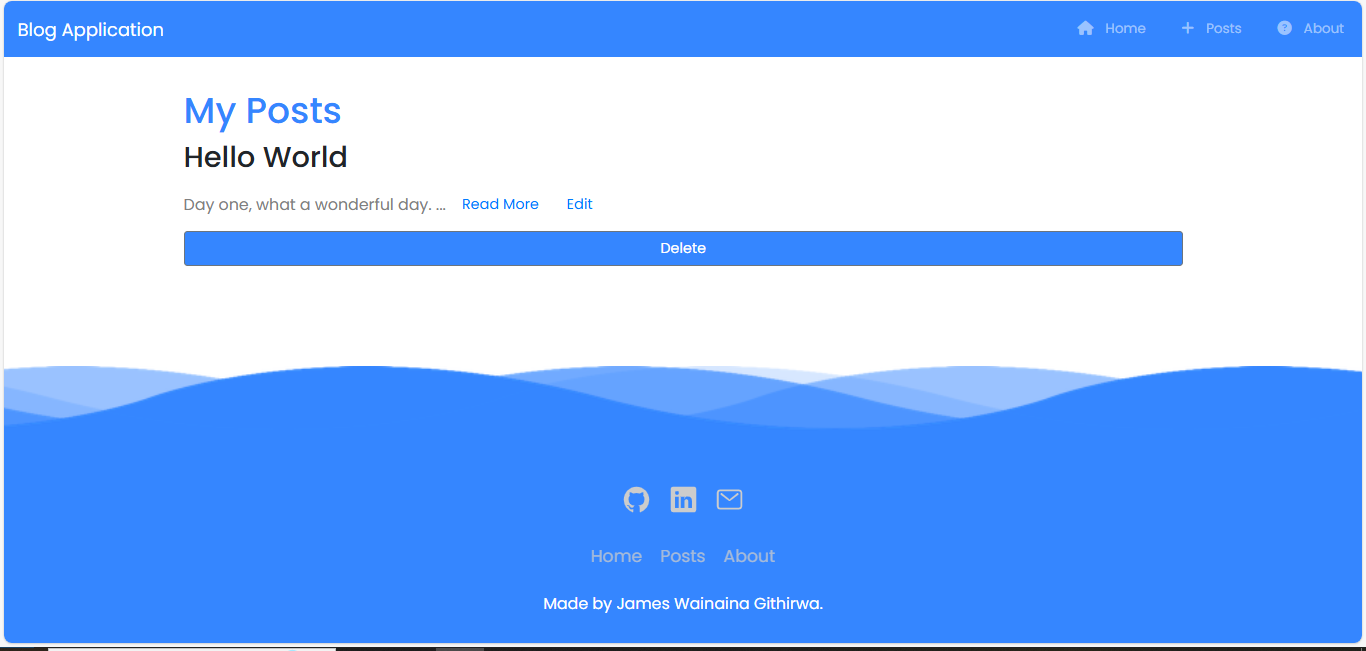 Blog Application Home Posts About
My Posts
Hello World
Day one, what a wonderful day. ... Read More Edit
Delete
Home Posts About
Made by James Wainaina Githirwa.